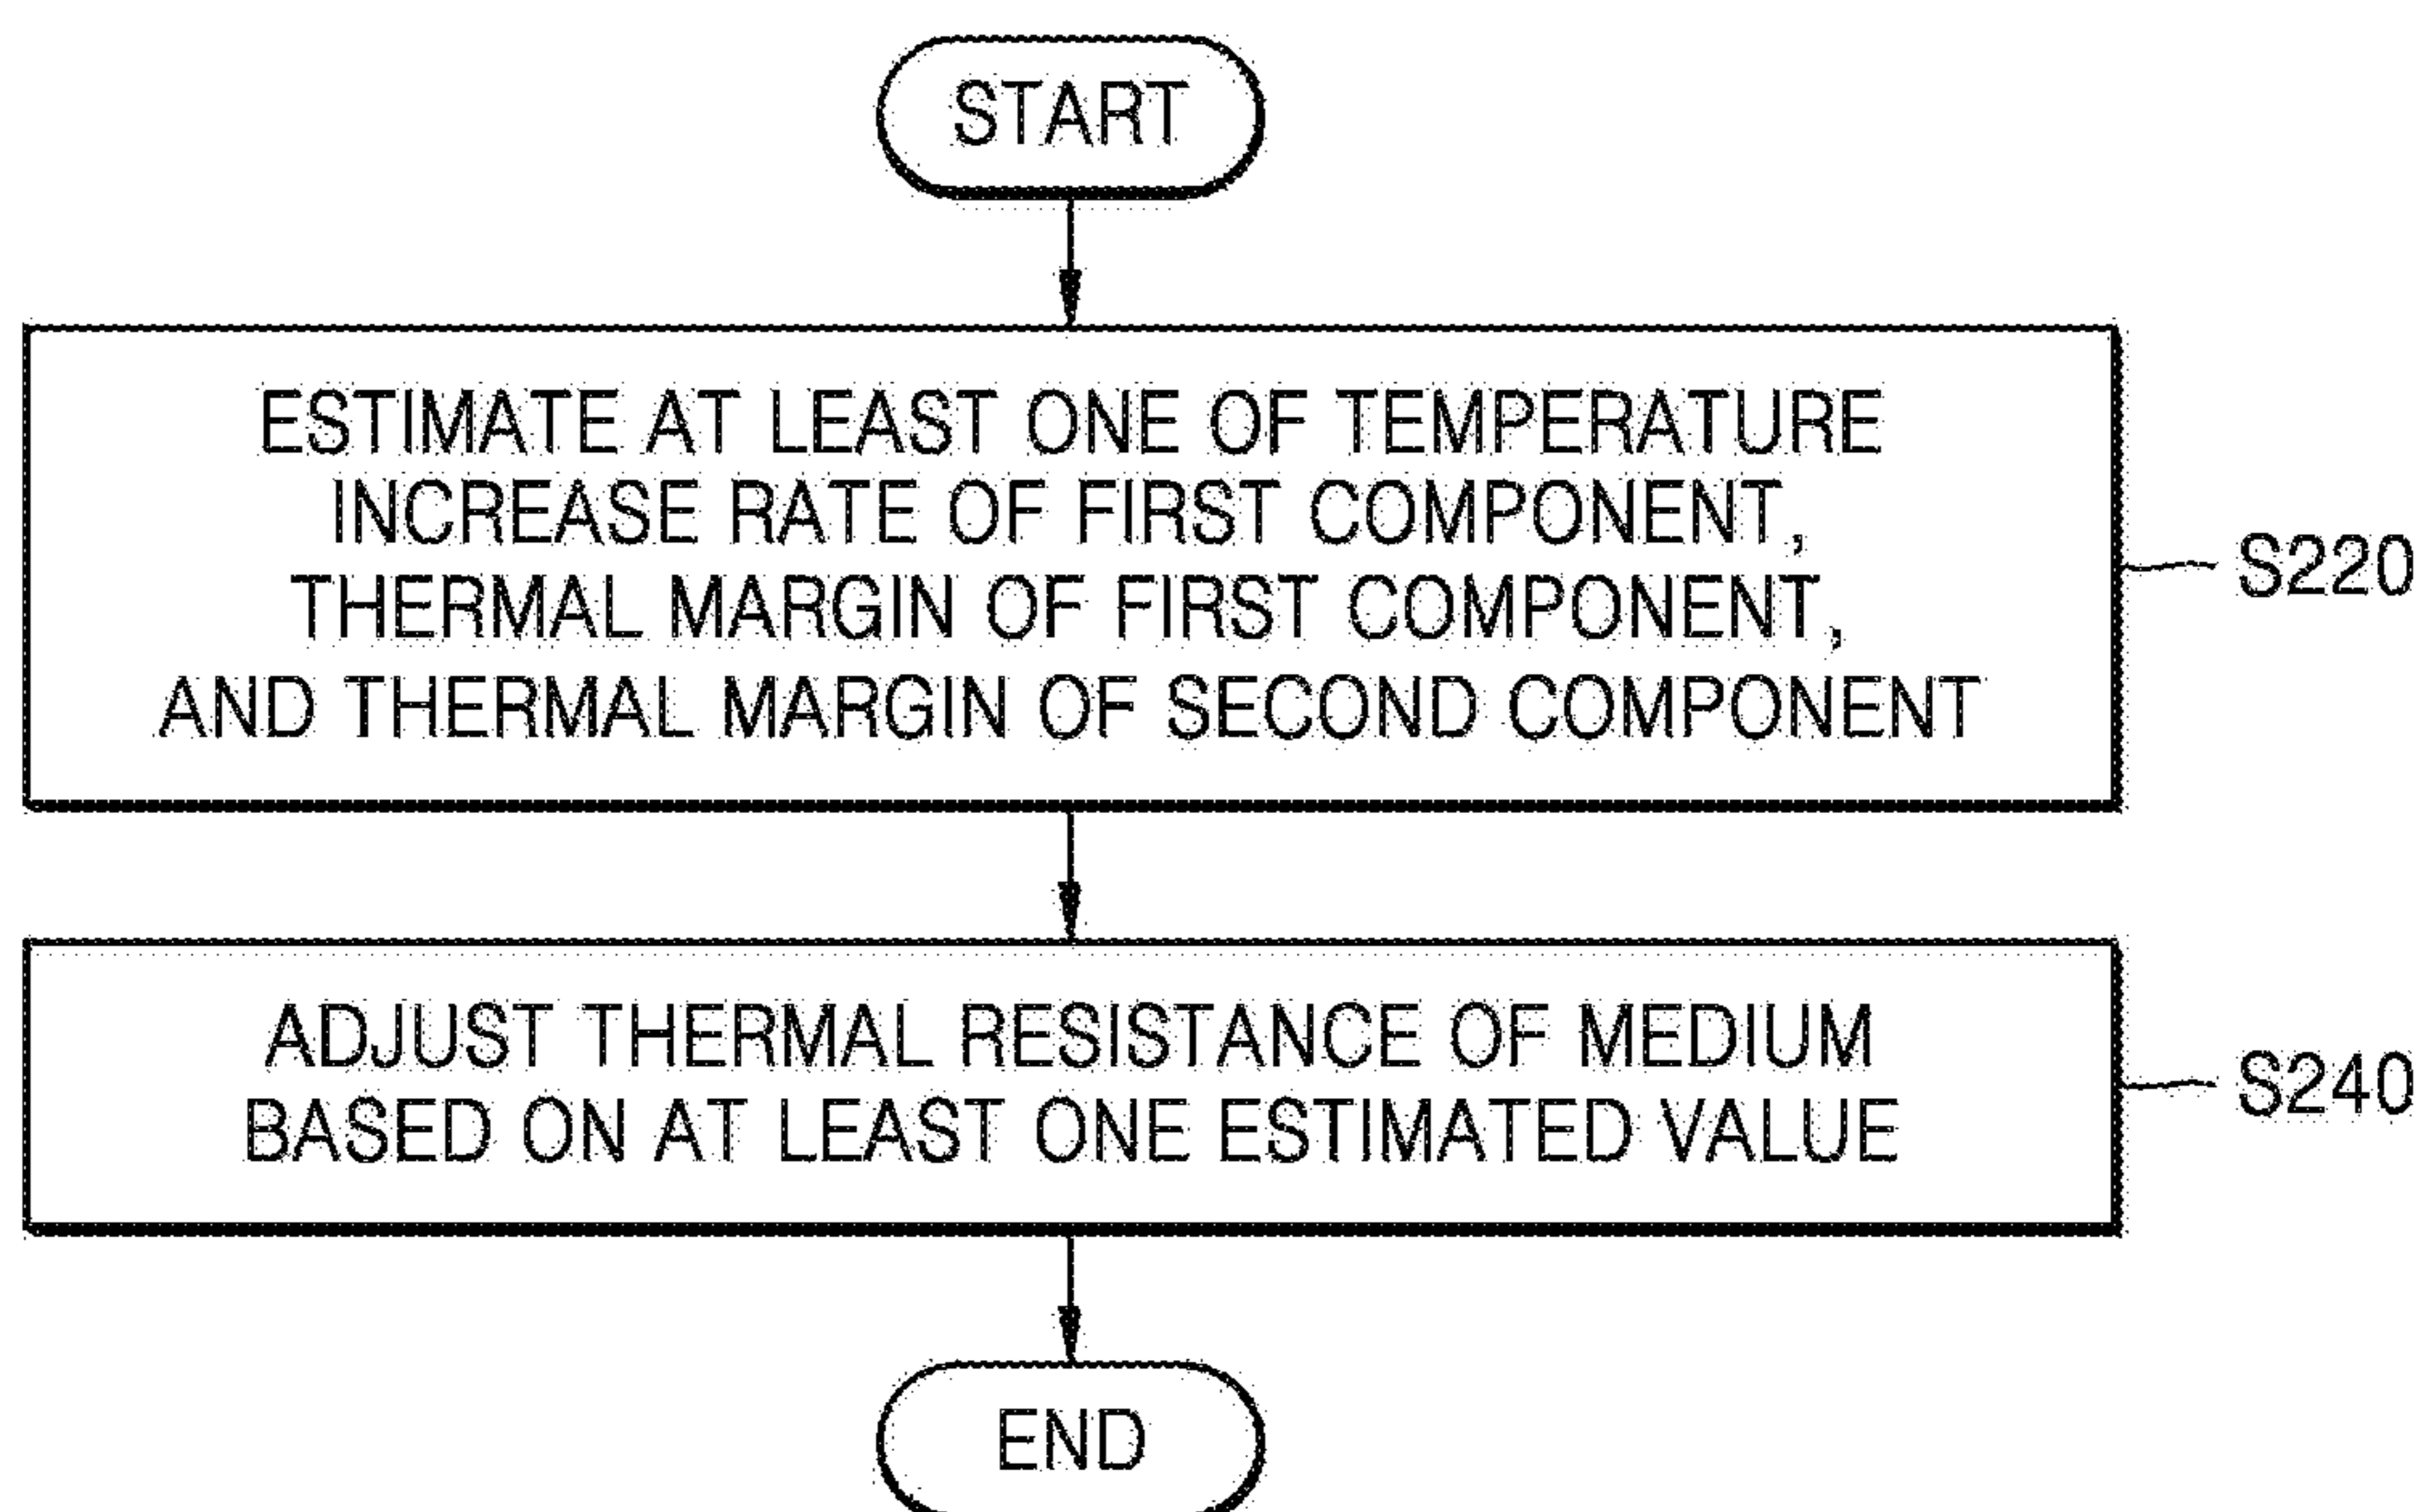 START
ESTIMATE AT LEAST ONE OF TEMPERATURE
INCREASE RATE OF FIRST COMPONENT,
THERMAL MARGIN OF FIRST COMPONENT,
AND THERMAL MARGIN OF SECOND COMPONENT
S220
ADJUST THERMAL RESISTANCE OF MEDIUM
BASED ON AT LEAST ONE ESTIMATED VALUE
S240
END